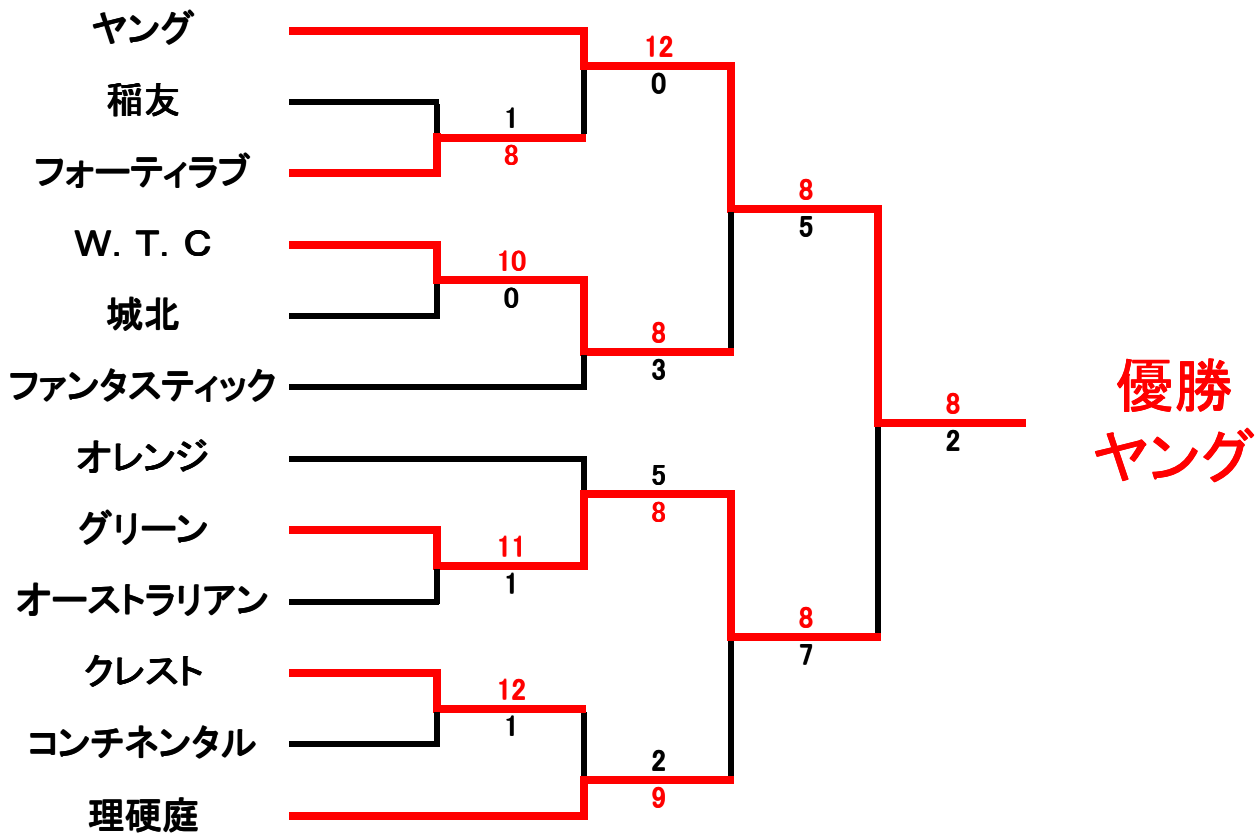 ヤング
稲友
フォーティラブ
W．T．C
城北
ファンタスティック
オレンジ
グリーン
オーストラリアン
クレスト
コンチネンタル
理硬庭
1
8
10
0
11
1
12
1
12
0
8
3
5
8
2
9
8
5
8
7
8
2
優勝
ヤング